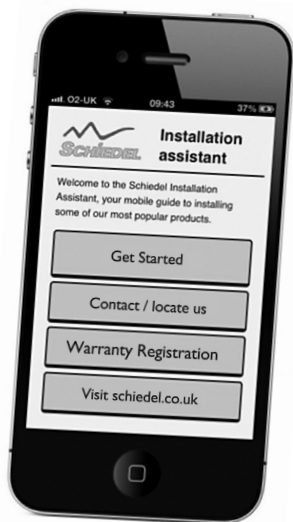 O2-UK 09:43 37%
SCHIEDEL
Installation
assistant
Welcome to the Schiedel Installation
Assistant, your mobile guide to installing
some of our most popular products.
Get Started
Contact / locate us
Warranty Registration
Visit schiedel.co.uk